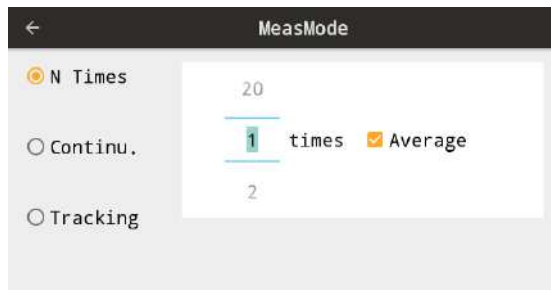 MeasMode
N Times
20
1 times Average
Continu.
2
Tracking